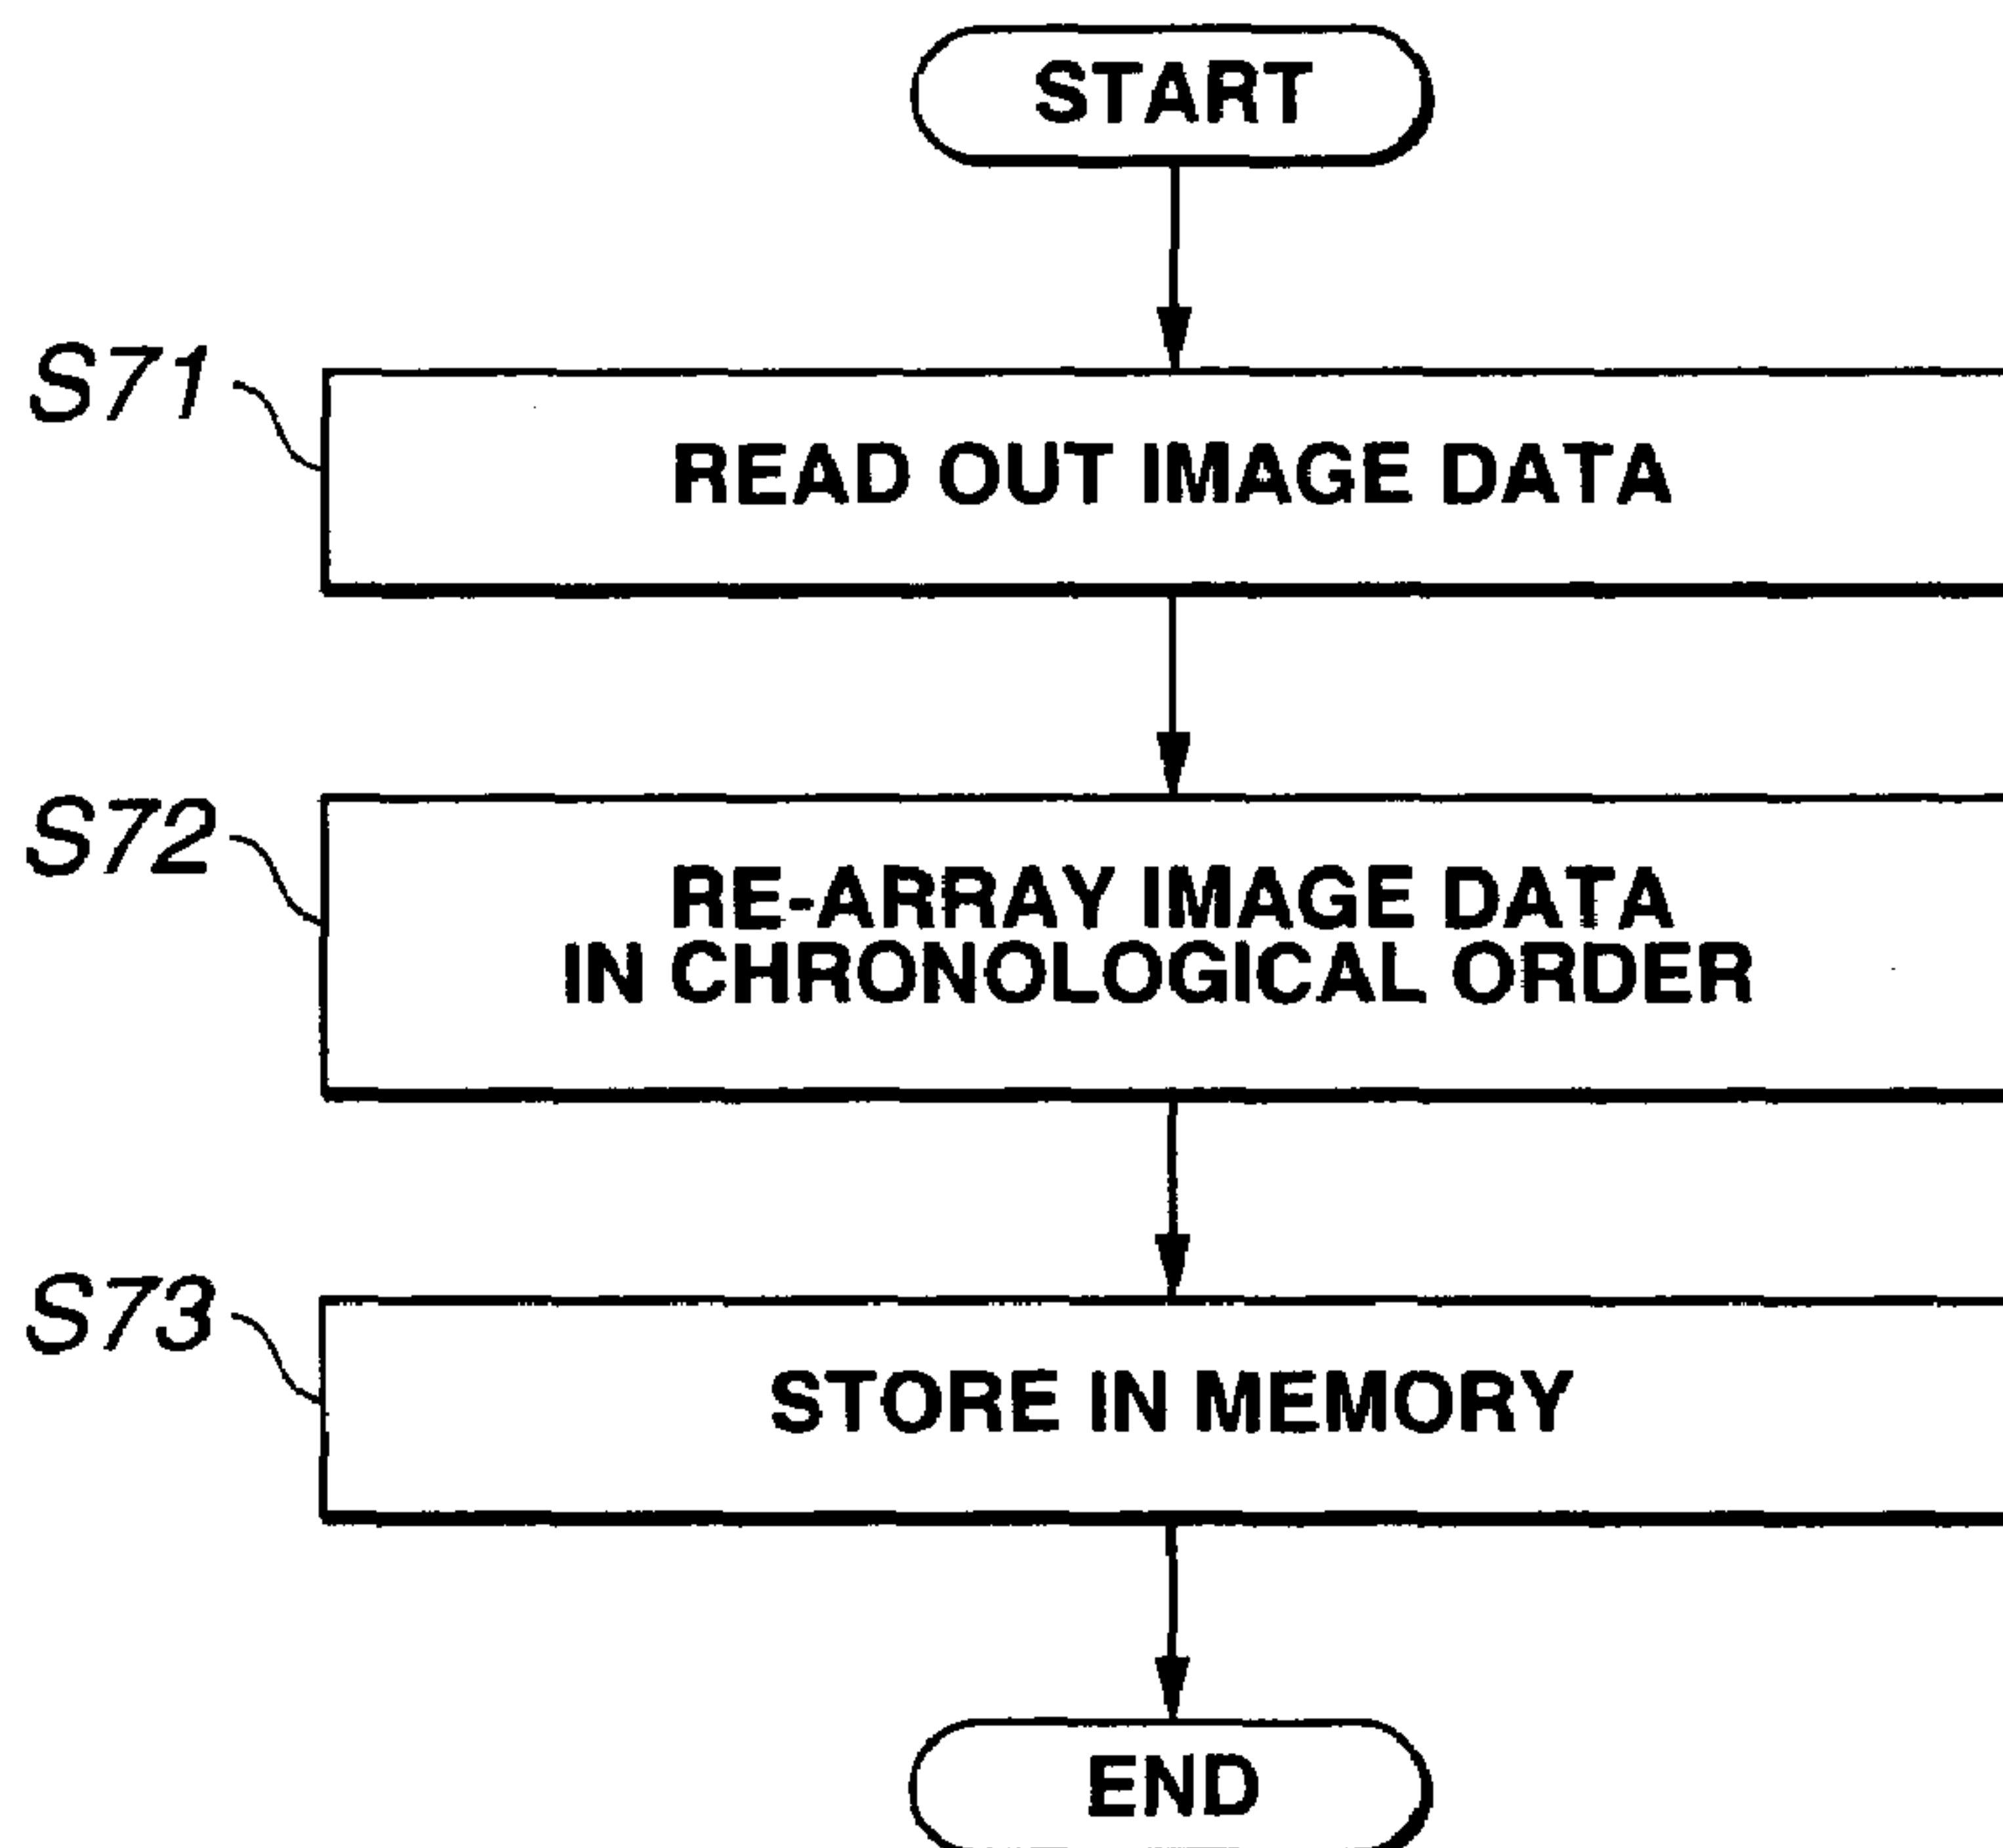 START
S71
READ OUT IMAGE DATA
S72
RE-ARRAY IMAGE DATA
IN CHRONOLOGICAL ORDER
S73
STORE IN MEMORY
END